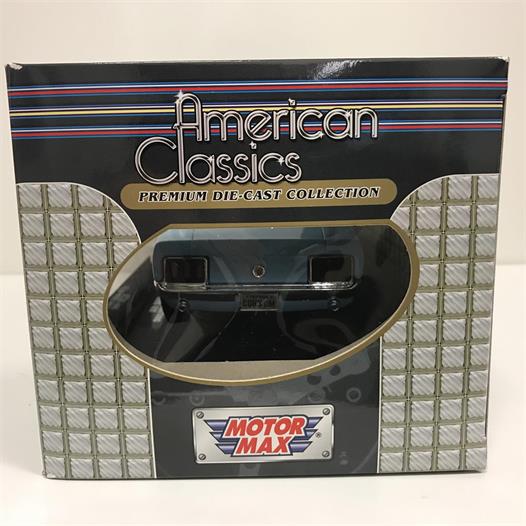 American
Classics
PREMIUM DIE-CAST COLLECTION
MOTOR
MAX®